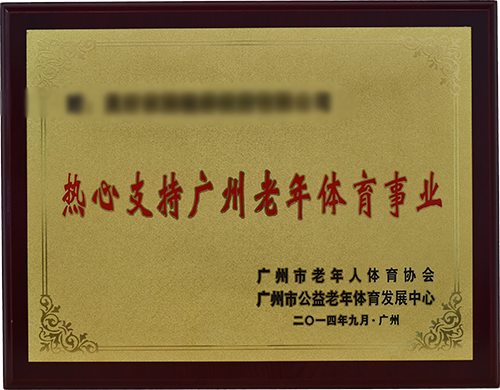 热心支持广州老年体育事业
广州市老年人体育协会
广州市公益老年体育发展中心
二〇一四年九月·广州